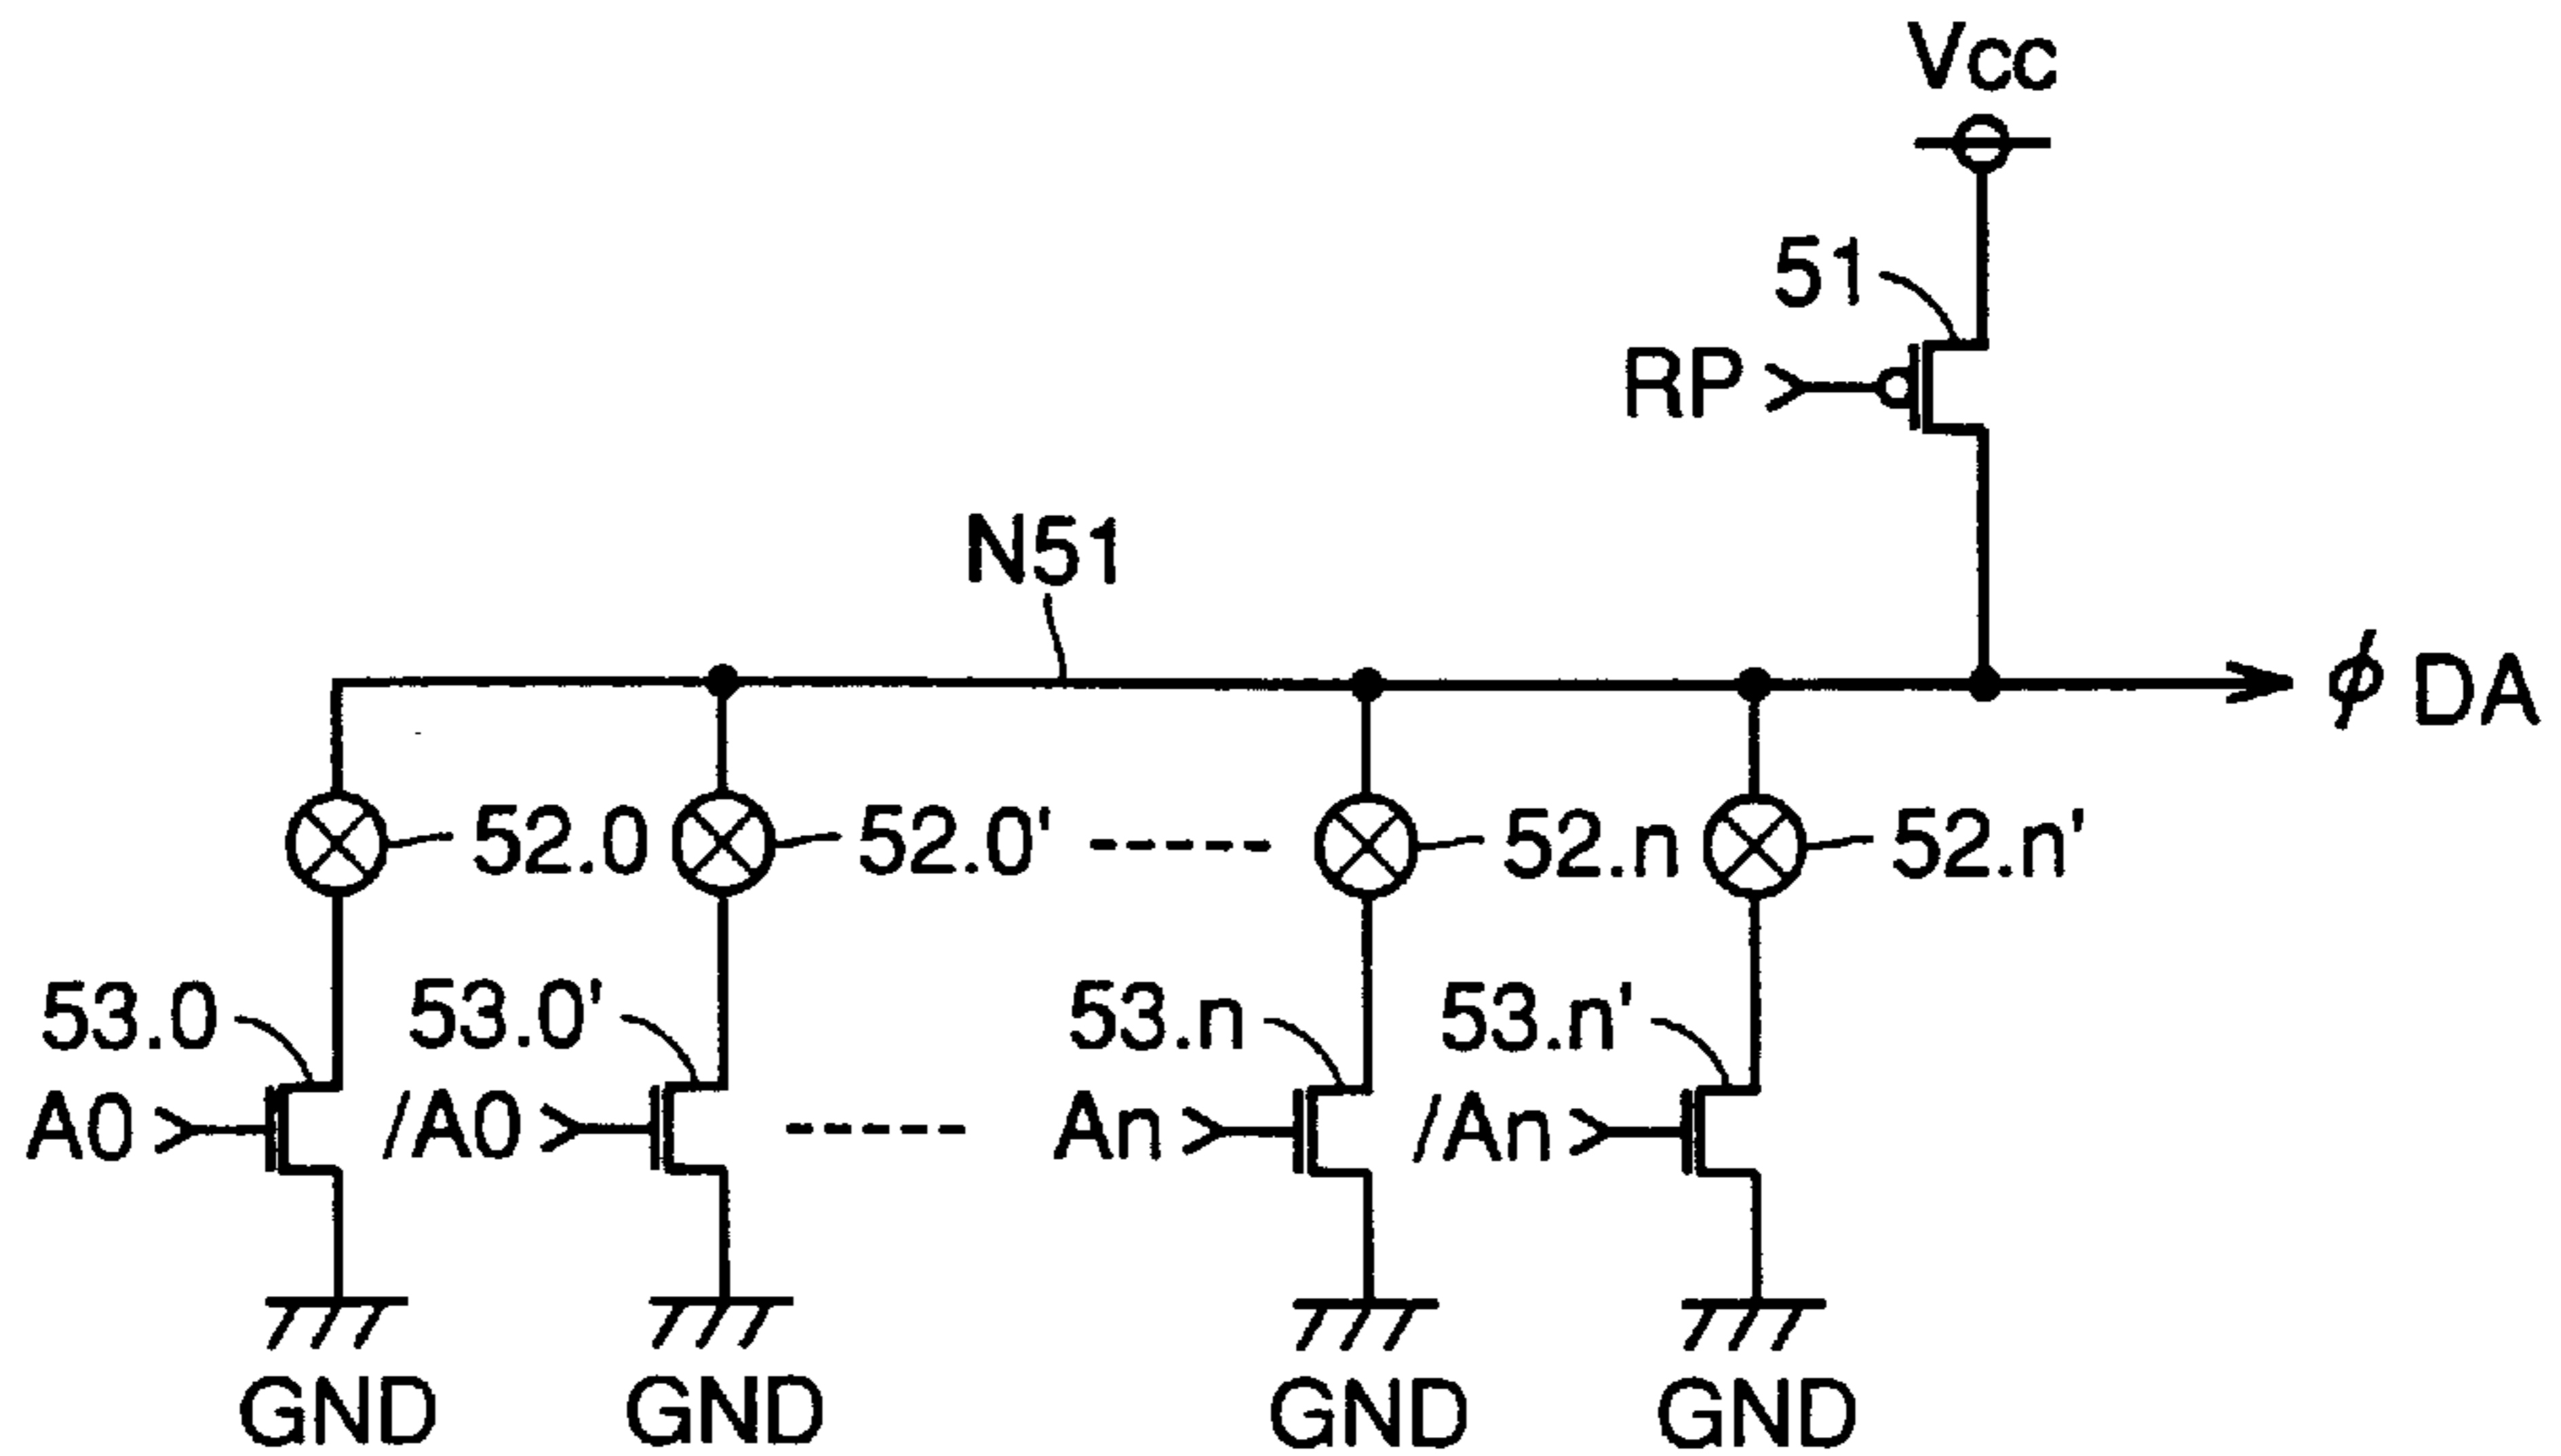 Vcc
51
RP
N51
ϕ DA
52.0
52.0'
52.n
52.n'
53.0
53.0'
53.n
53.n'
A0
/A0
An
/An
GND
GND
GND
GND